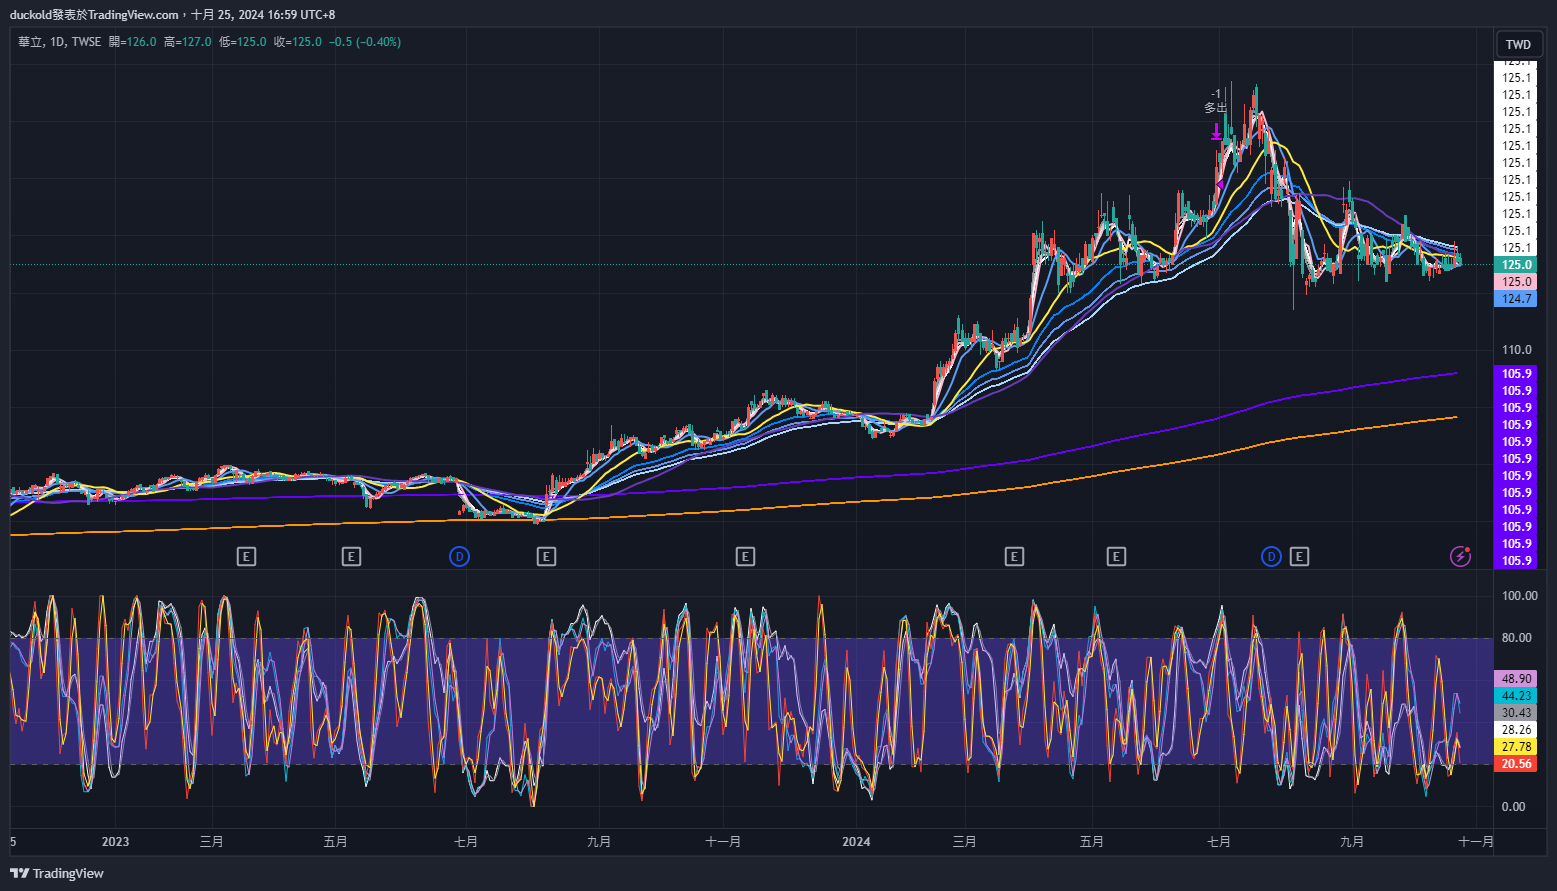 duckold發表於TradingView.com，十月 25, 2024 16:59 UTC+8
華立, 1D, TWSE 開=126.0 高=127.0 低=125.0 收=125.0 −0.5 (−0.40%)
TWD
125.1
125.1
125.1
125.1
125.1
125.1
125.1
125.1
125.1
125.1
125.1
125.1
125.0
125.0
124.7
110.0
105.9
105.9
105.9
105.9
105.9
105.9
105.9
105.9
105.9
105.9
105.9
105.9
-1
多出
E
E
D
E
E
E
E
D
E
100.00
80.00
48.90
44.23
30.43
28.26
27.78
20.56
0.00
5 2023 三月 五月 七月 九月 十一月 2024 三月 五月 七月 九月 十一月
TradingView